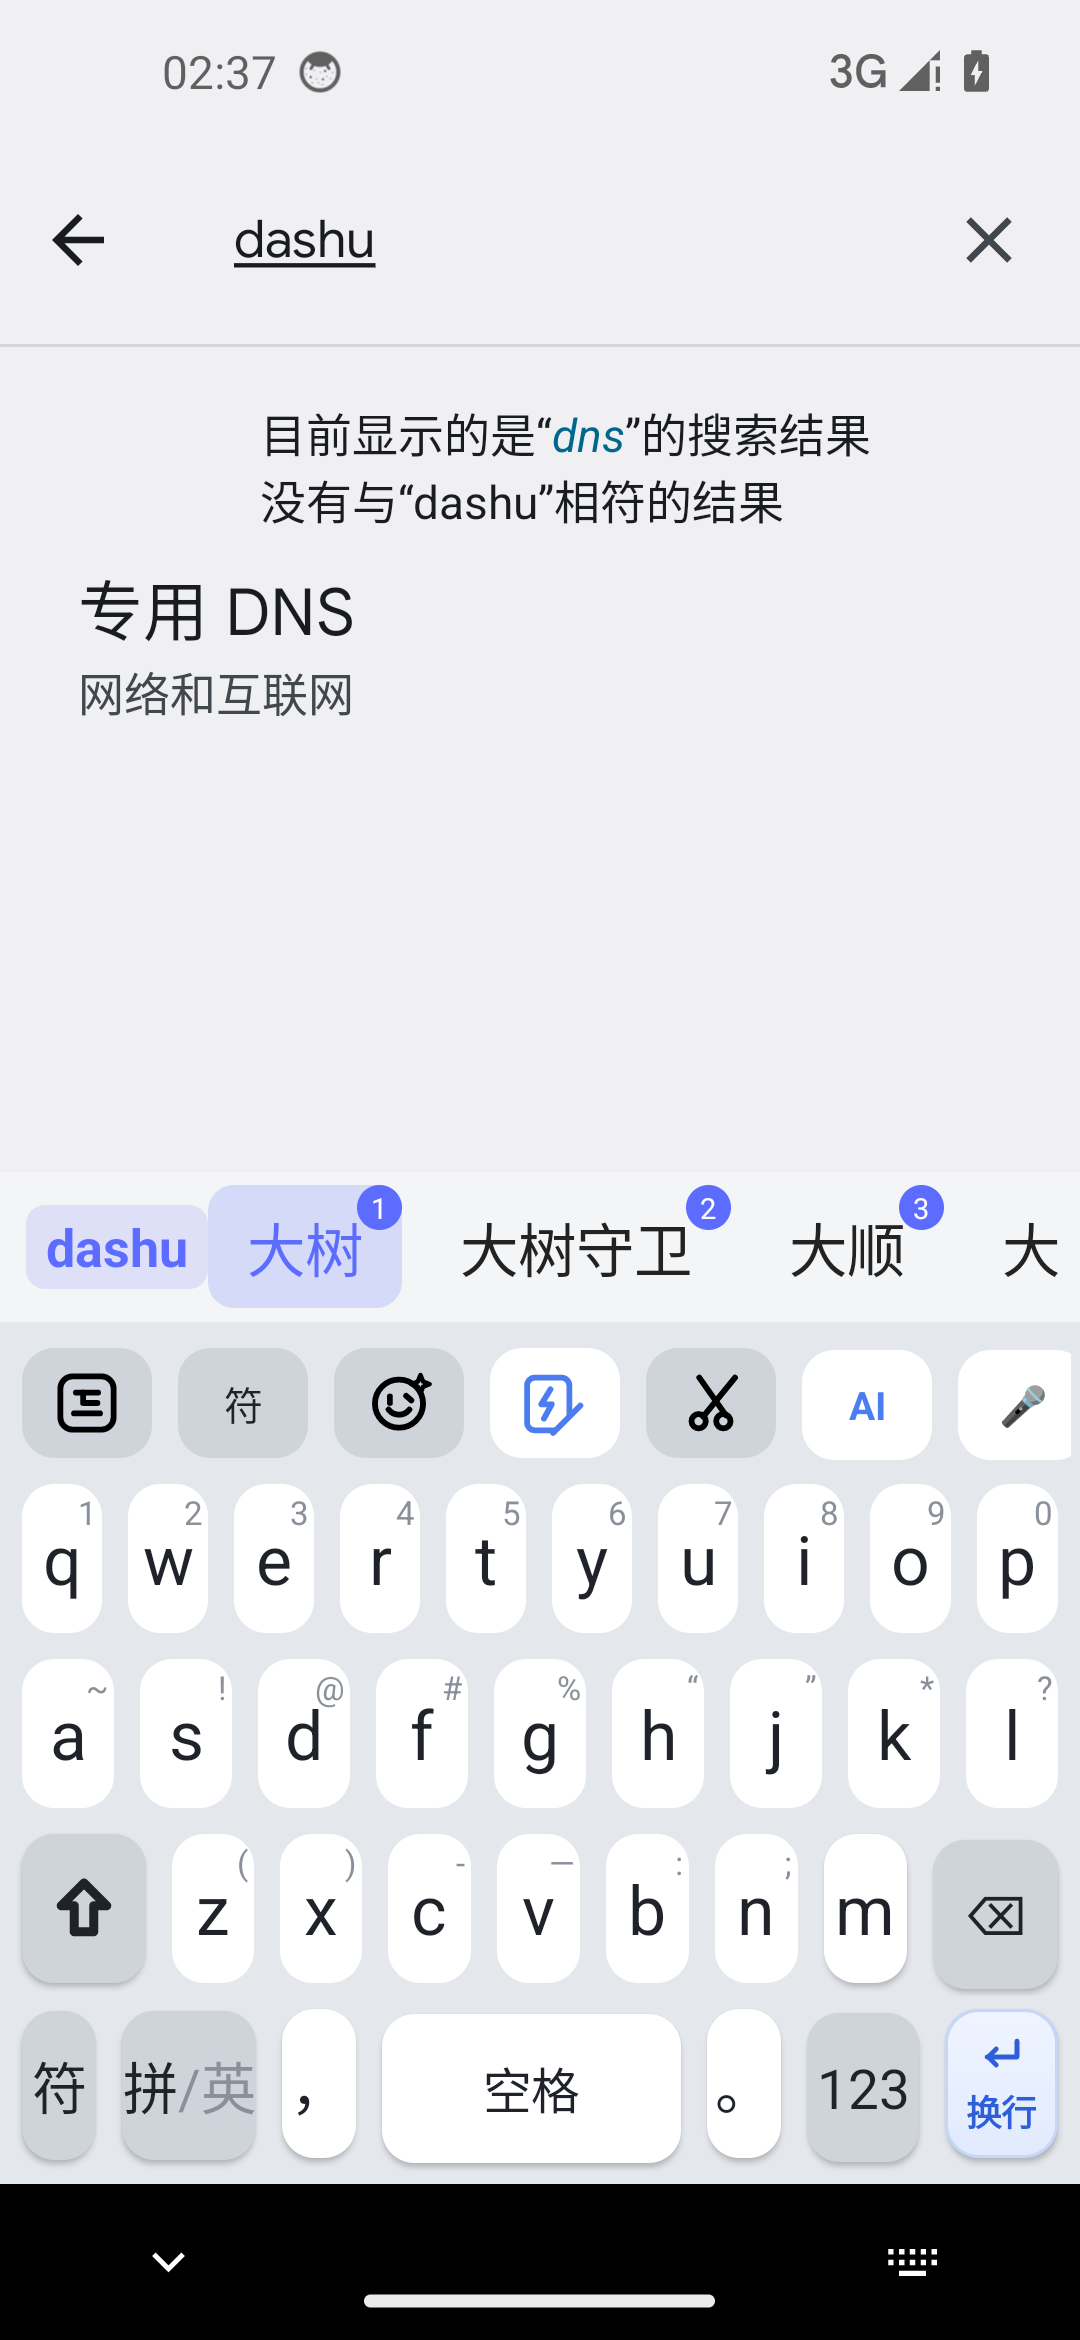 02:37
3G
dashu
目前显示的是“dns”的搜索结果
没有与“dashu”相符的结果
专用 DNS
网络和互联网
dashu 大树 1 大树守卫 2 大顺 3 大
符 AI
1 2 3 4 5 6 7 8 9 0
q w e r t y u i o p
~ ! @ # % “ ” * ?
a s d f g h j k l
( ) - — : ;
z x c v b n m
符 拼/英 ， 空格 。 123 换行